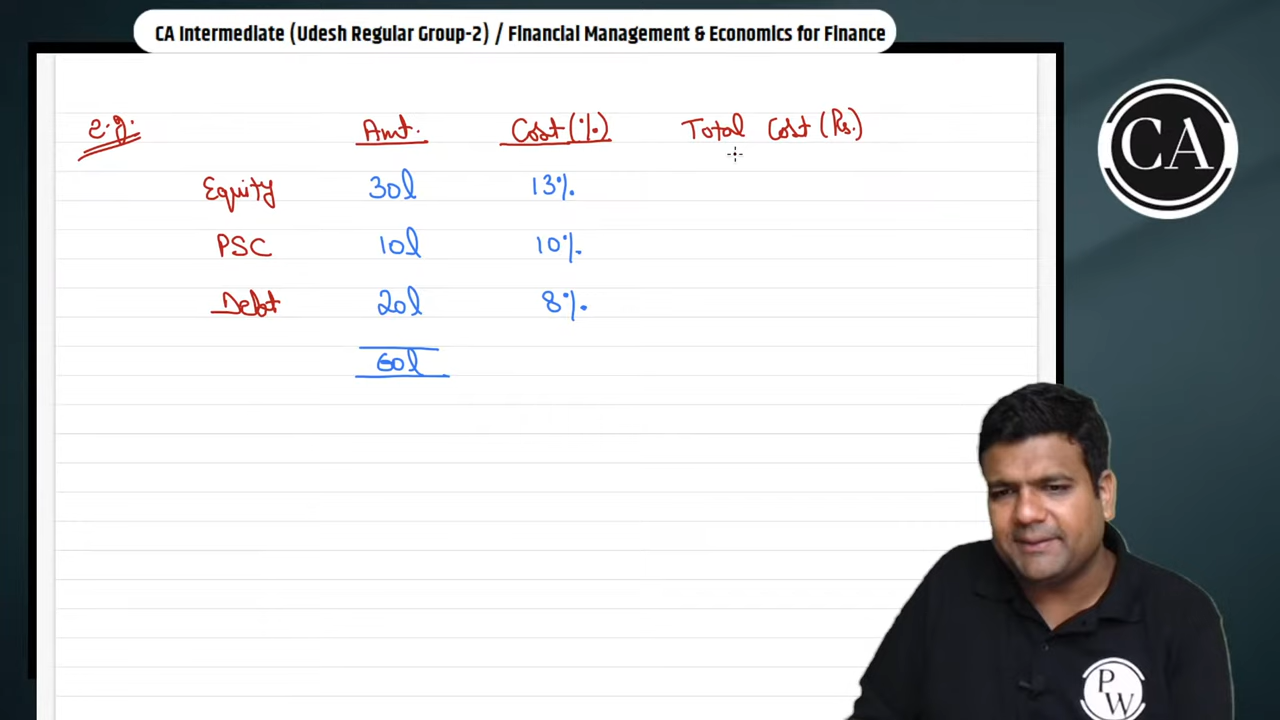 CA Intermediate (Udesh Regular Group-2) / Financial Management & Economics for Finance
CA
e.g. Amt. Cost (%) Total Cost (Rs.)
Equity 30l 13%
PSC 10l 10%
Debt 20l 8%
60l
PW